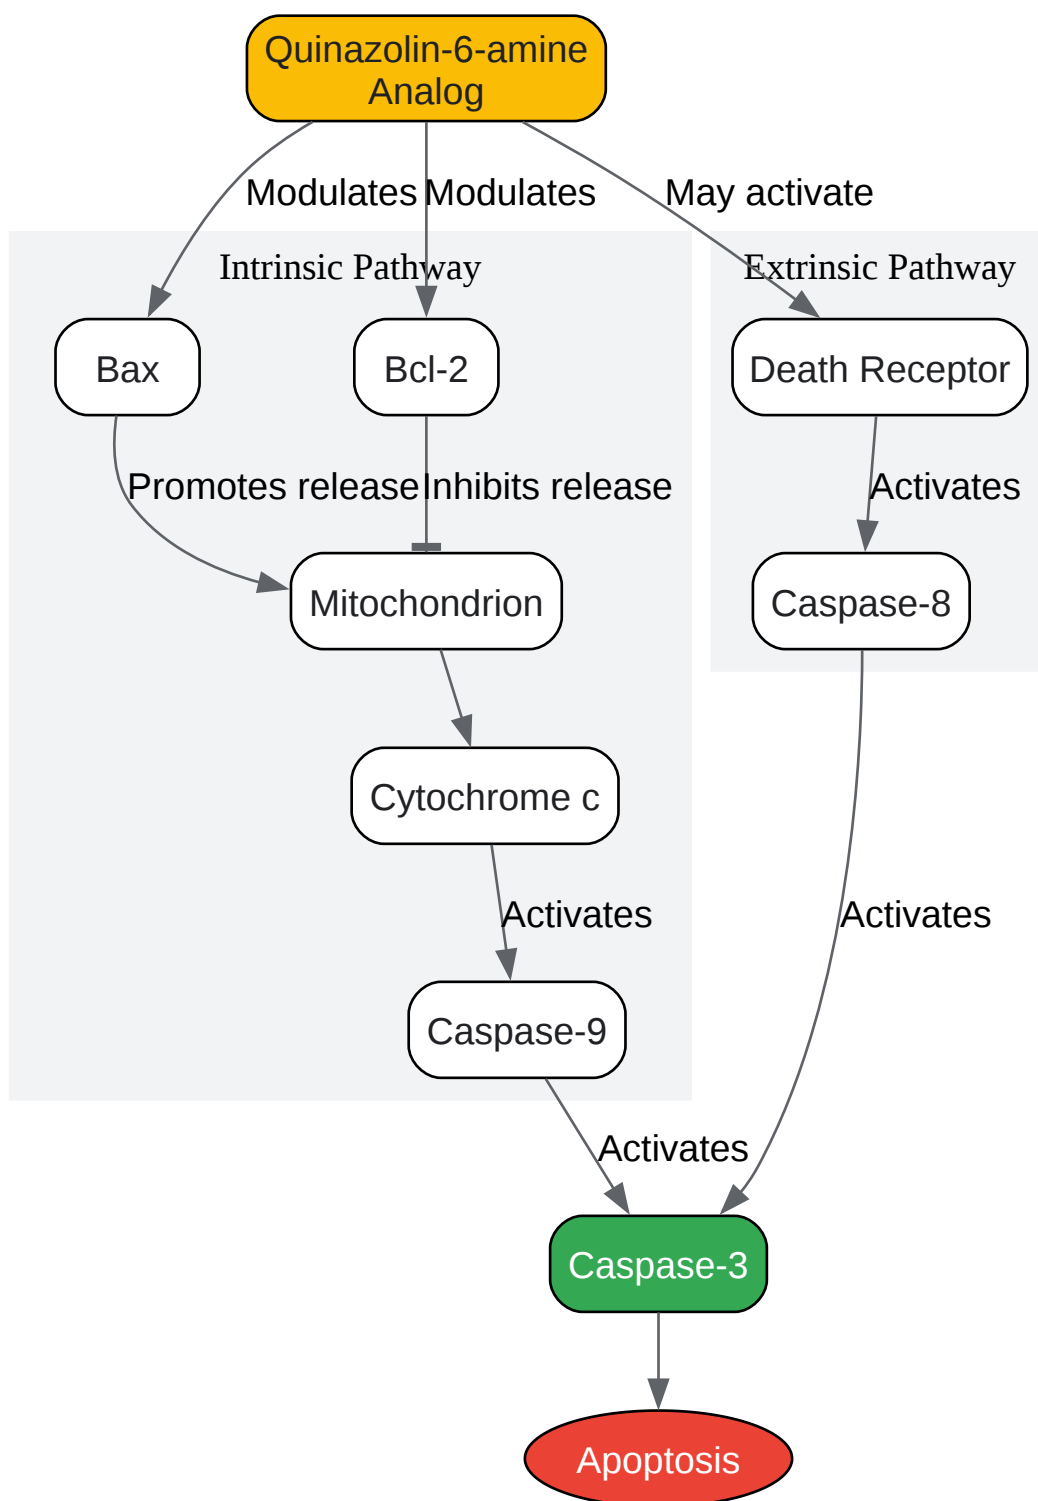 Quinazolin-6-amine
Analog
Modulates
Modulates
May activate
Intrinsic Pathway
Extrinsic Pathway
Bax
Bcl-2
Death Receptor
Promotes release
Inhibits release
Activates
Mitochondrion
Caspase-8
Cytochrome c
Activates
Activates
Caspase-9
Activates
Caspase-3
Apoptosis